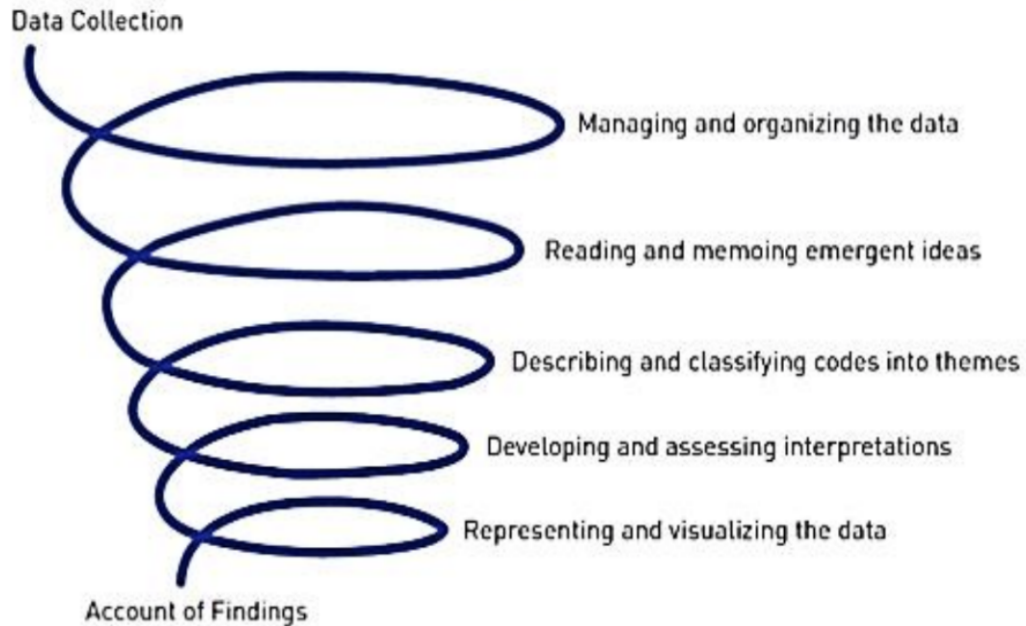 Data Collection
Managing and organizing the data
Reading and memoing emergent ideas
Describing and classifying codes into themes
Developing and assessing interpretations
Representing and visualizing the data
Account of Findings